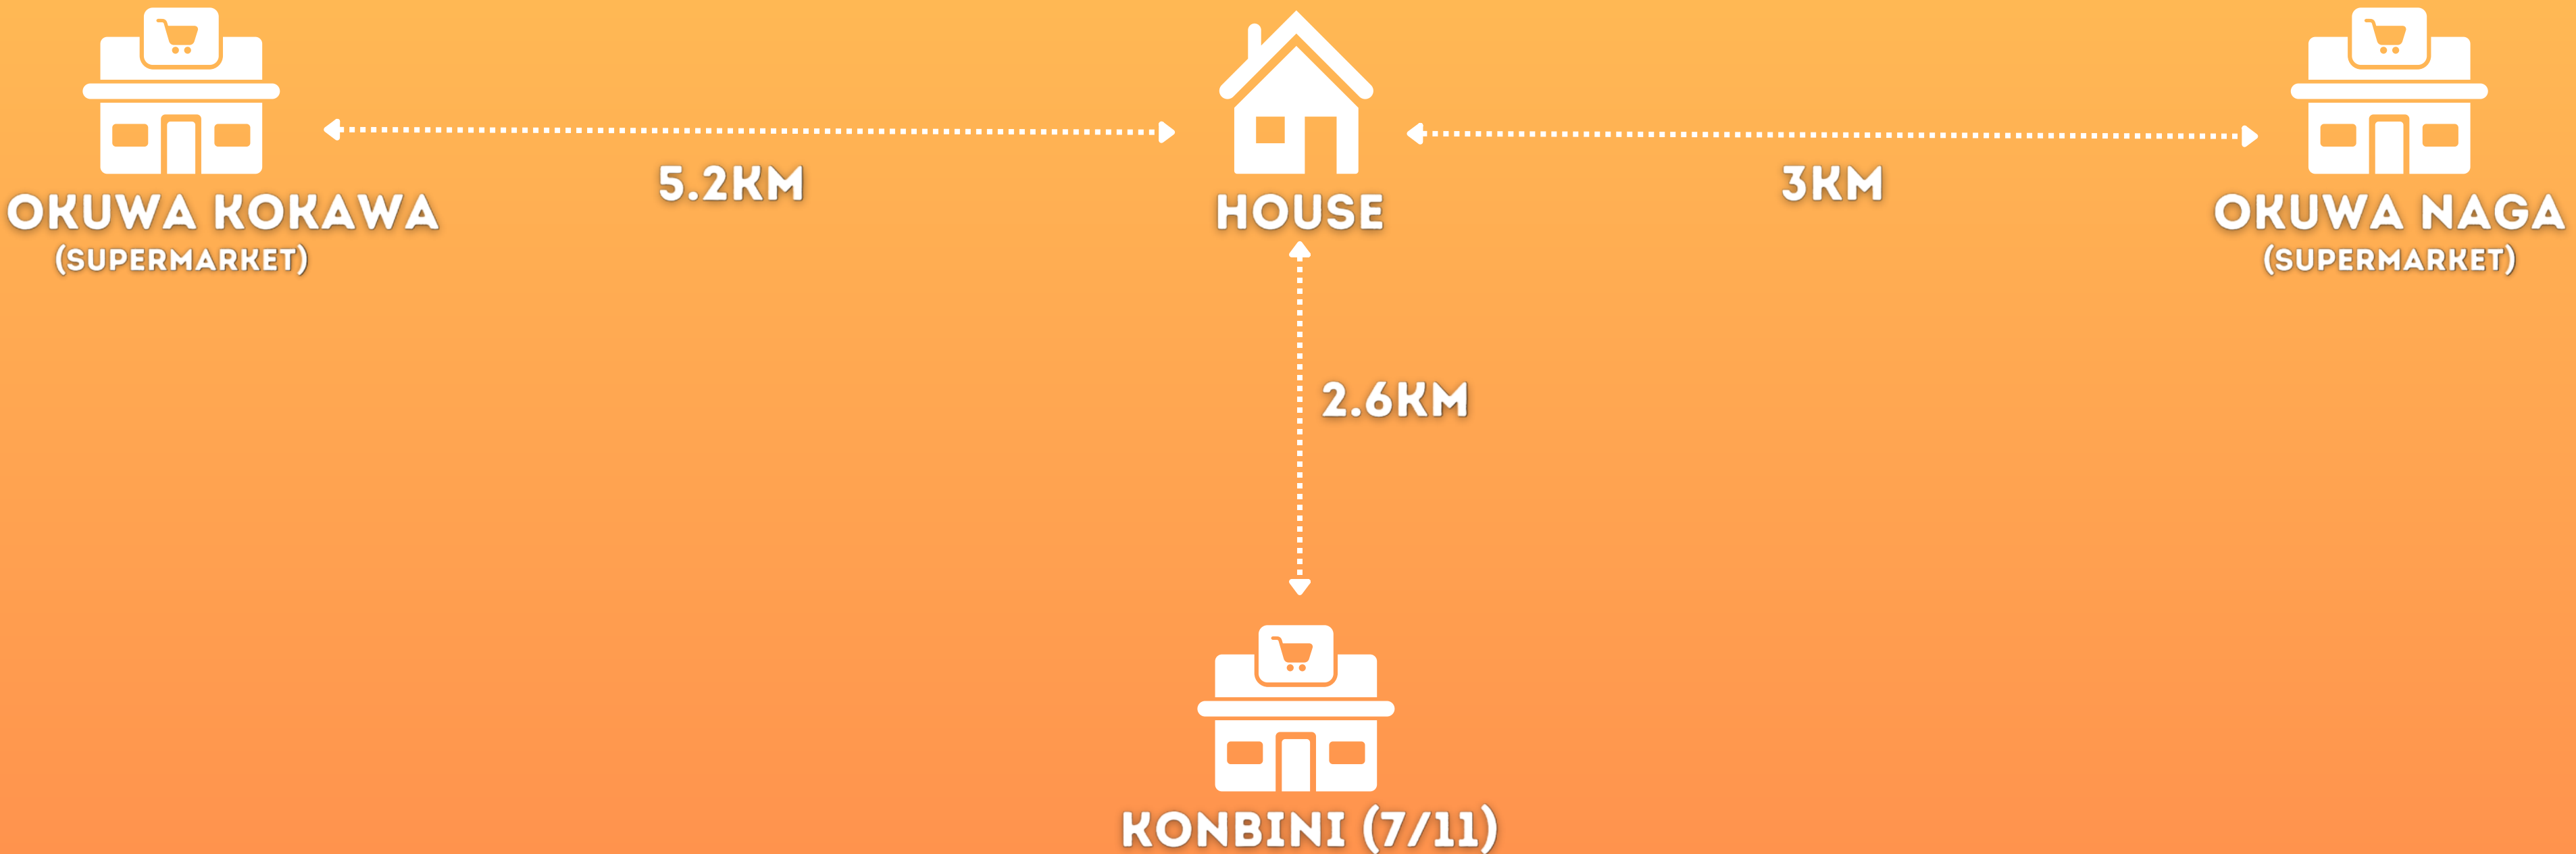 5.2KM
3KM
OKUWA KOKAWA
(SUPERMARKET)
HOUSE
OKUWA NAGA
(SUPERMARKET)
2.6KM
KONBINI (7/11)